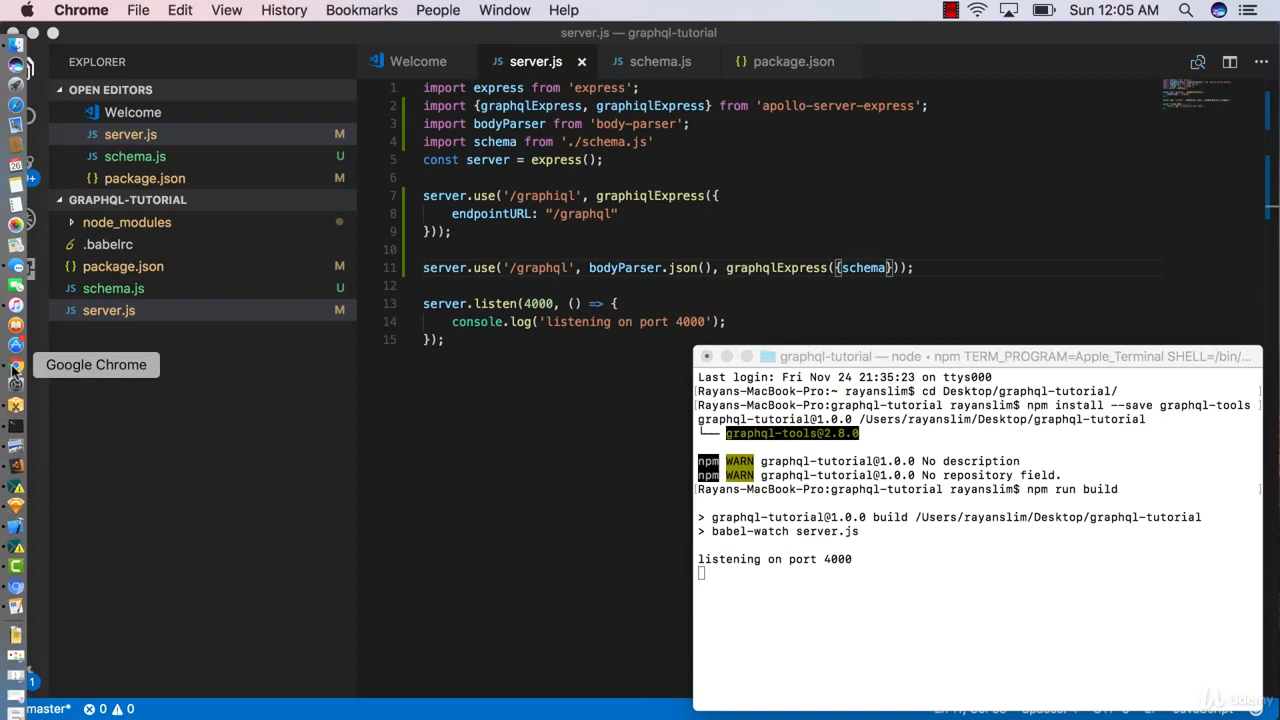 Chrome File Edit View History Bookmarks People Window Help Sun 12:05 AM
server.js — graphql-tutorial
EXPLORER
OPEN EDITORS
Welcome
JS server.js M
JS schema.js U
{} package.json M
GRAPHQL-TUTORIAL
node_modules
.babelrc
{} package.json M
JS schema.js U
JS server.js M
Google Chrome
Welcome JS server.js × JS schema.js {} package.json
1 import express from 'express';
2 import {graphqlExpress, graphiqlExpress} from 'apollo-server-express';
3 import bodyParser from 'body-parser';
4 import schema from './schema.js'
5 const server = express();
6
7 server.use('/graphiql', graphiqlExpress({
8 endpointURL: "/graphql"
9 }));
10
11 server.use('/graphql', bodyParser.json(), graphqlExpress({schema}));
12
13 server.listen(4000, () => {
14 console.log('listening on port 4000');
15 });
graphql-tutorial — node ‹ npm TERM_PROGRAM=Apple_Terminal SHELL=/bin/...
Last login: Fri Nov 24 21:35:23 on ttys000
[Rayans-MacBook-Pro:~ rayanslim$ cd Desktop/graphql-tutorial/ ]
[Rayans-MacBook-Pro:graphql-tutorial rayanslim$ npm install --save graphql-tools ]
graphql-tutorial@1.0.0 /Users/rayanslim/Desktop/graphql-tutorial
└── graphql-tools@2.8.0
npm WARN graphql-tutorial@1.0.0 No description
npm WARN graphql-tutorial@1.0.0 No repository field.
[Rayans-MacBook-Pro:graphql-tutorial rayanslim$ npm run build ]
> graphql-tutorial@1.0.0 build /Users/rayanslim/Desktop/graphql-tutorial
> babel-watch server.js
listening on port 4000
master* 0 0
Udemy